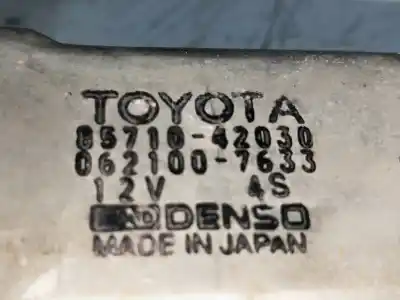 TOYOTA
85710-42030
062100-7633
12V 4S
DENSO
MADE IN JAPAN